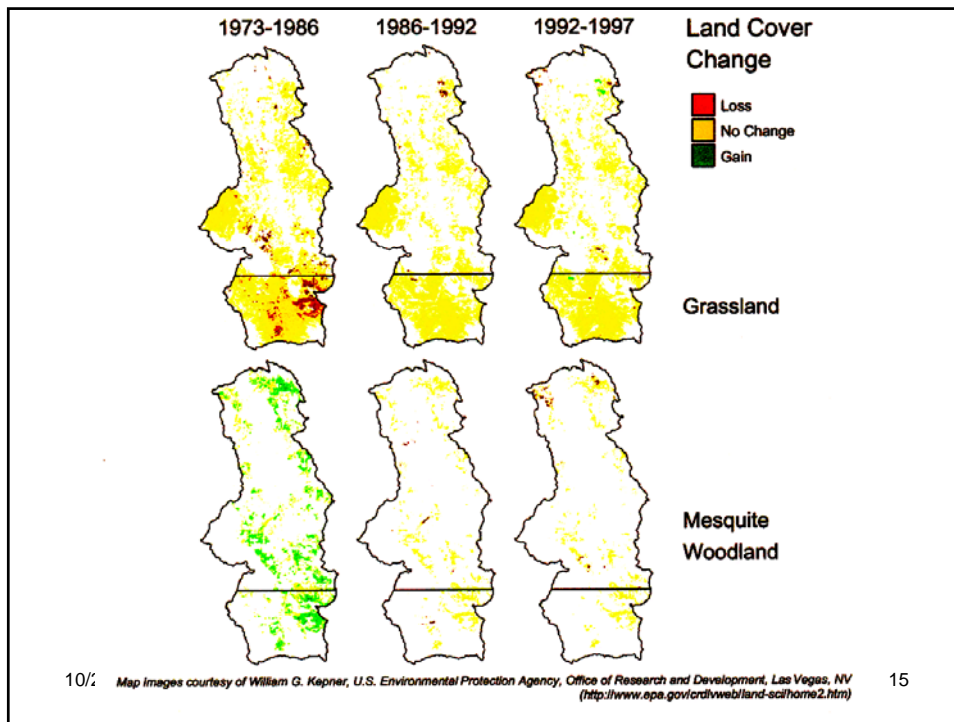 1973-1986 1986-1992 1992-1997
Land Cover
Change
Loss
No Change
Gain
Grassland
Mesquite
Woodland
10/2
Map images courtesy of William G. Kepner, U.S. Environmental Protection Agency, Office of Research and Development, Las Vegas, NV
(http://www.epa.gov/crdlvweb/land-sci/home2.htm)
15